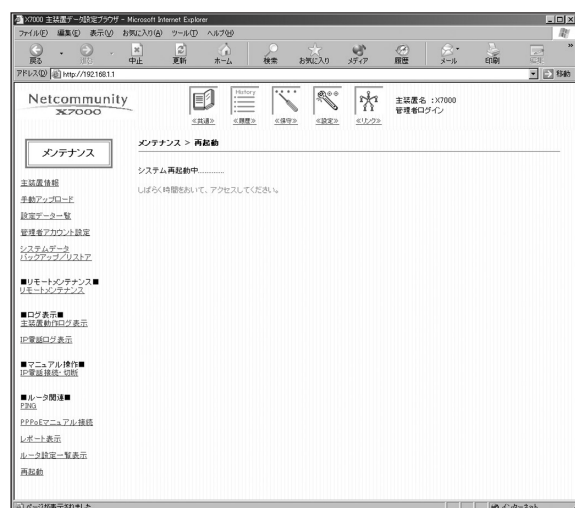 X7000 主装置データ設定ブラウザ - Microsoft Internet Explorer
ファイル(F) 編集(E) 表示(V) お気に入り(A) ツール(T) ヘルプ(H)
戻る 進む 中止 更新 ホーム 検索 お気に入り メディア 履歴 メール 印刷
アドレス(D) http://192.168.1.1 移動
Netcommunity
X7000
History
≪共通≫ ≪履歴≫ ≪保守≫ ≪設定≫ ≪リンク≫
主装置名 :X7000
管理者ログイン
メンテナンス
メンテナンス > 再起動
システム再起動中.............
しばらく時間をおいて、アクセスしてください。
主装置情報
手動アップロード
設定データ一覧
管理者アカウント設定
システムデータ
バックアップ/リストア
■リモートメンテナンス■
リモートメンテナンス
■ログ表示■
主装置動作ログ表示
IP電話ログ表示
■マニュアル操作■
IP電話接続・切断
■ルータ関連■
PING
PPPoEマニュアル接続
レポート表示
ルータ設定一覧表示
再起動
ページが表示されました
インターネット